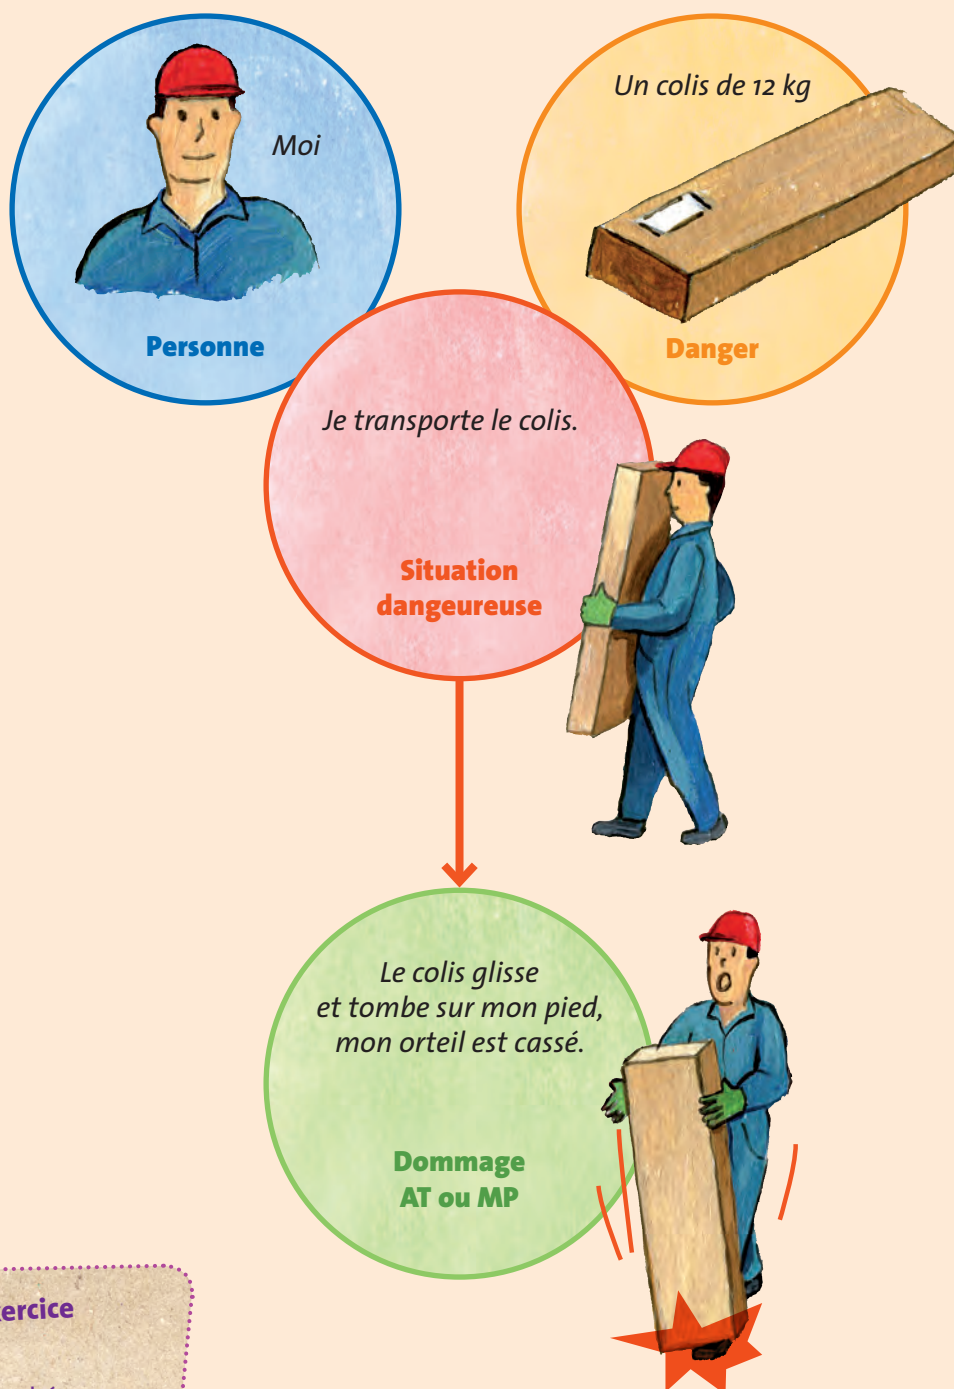 Moi
Personne
Un colis de 12 kg
Danger
Je transporte le colis.
Situation
dangeureuse
Le colis glisse
et tombe sur mon pied,
mon orteil est cassé.
Dommage
AT ou MP